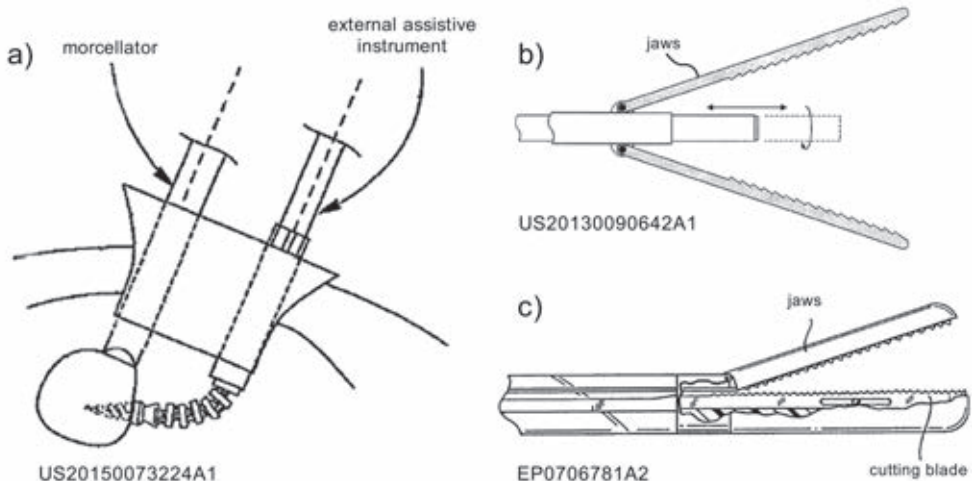 a)
morcellator
external assistive
instrument
US20150073224A1
b)
jaws
US20130090642A1
c)
jaws
cutting blade
EP0706781A2